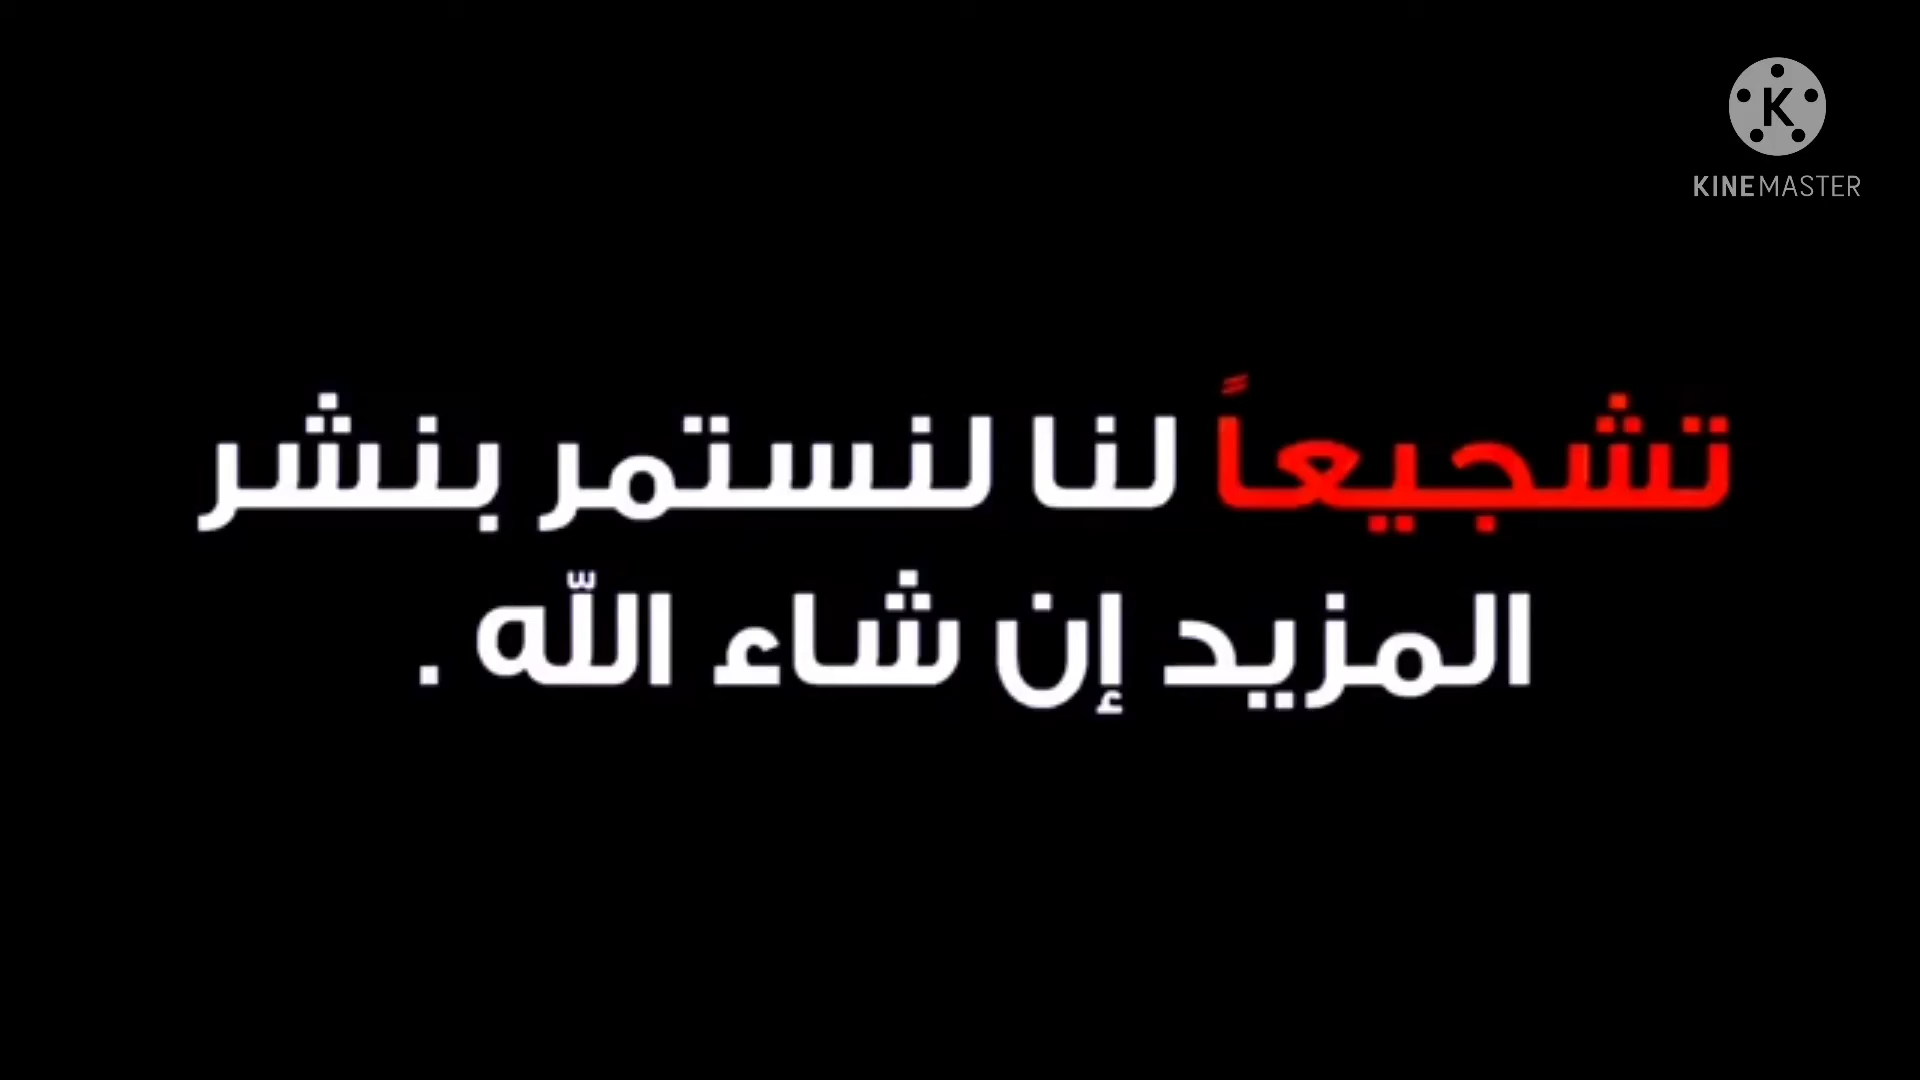 KINEMASTER
تشجيعاً لنا لنستمر بنشر
المزيد إن شاء اللّه .